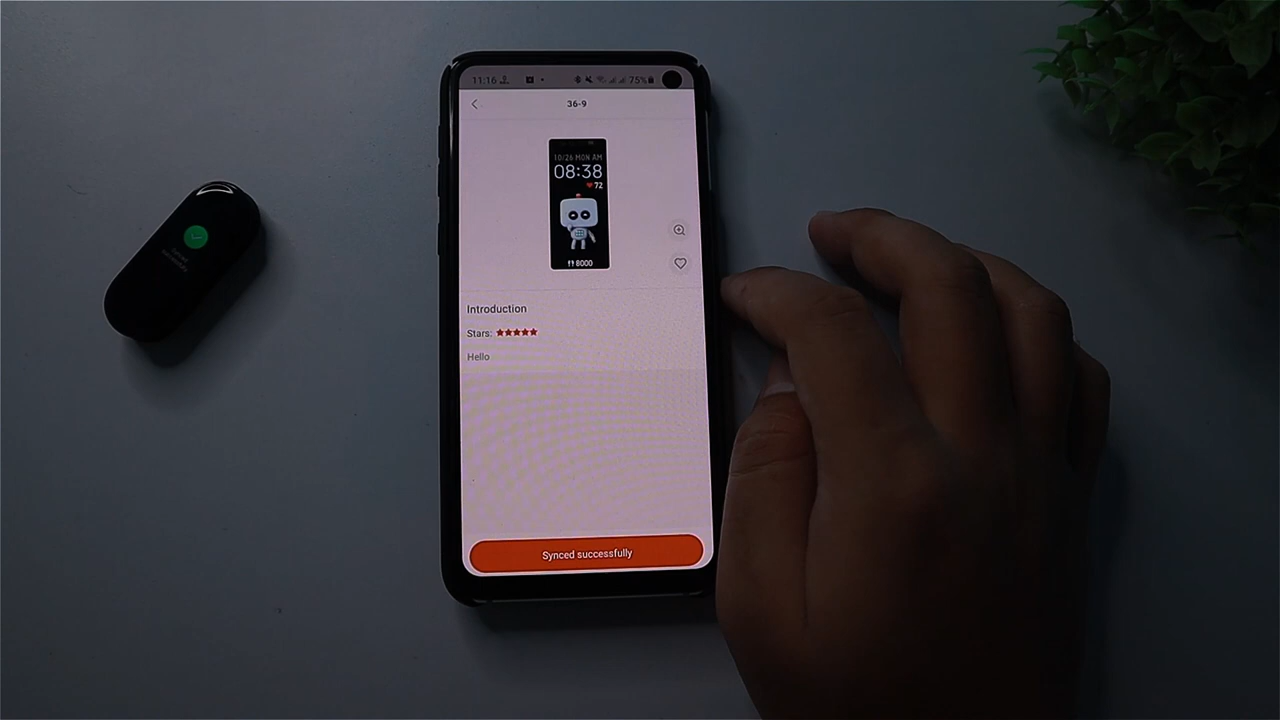 11:16 75%
36-9
10/26 MON AM
08:38
72
8000
Introduction
Stars:
Hello
Synced successfully